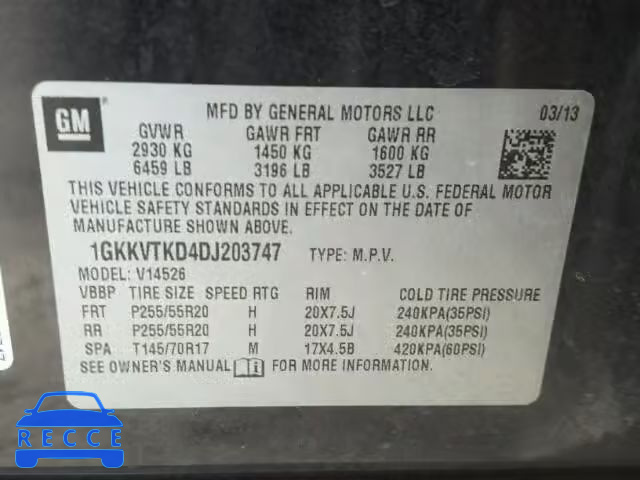 GM
MFD BY GENERAL MOTORS LLC 03/13
GVWR GAWR FRT GAWR RR
2930 KG 1450 KG 1600 KG
6459 LB 3196 LB 3527 LB
THIS VEHICLE CONFORMS TO ALL APPLICABLE U.S. FEDERAL MOTOR
VEHICLE SAFETY STANDARDS IN EFFECT ON THE DATE OF
MANUFACTURE SHOWN ABOVE.
1GKKVTKD4DJ203747 TYPE: M.P.V.
MODEL: V14526
VBBP TIRE SIZE SPEED RTG RIM COLD TIRE PRESSURE
FRT P255/55R20 H 20X7.5J 240KPA(35PSI)
RR P255/55R20 H 20X7.5J 240KPA(35PSI)
SPA T145/70R17 M 17X4.5B 420KPA(60PSI)
SEE OWNER'S MANUAL FOR MORE INFORMATION.
RECCE